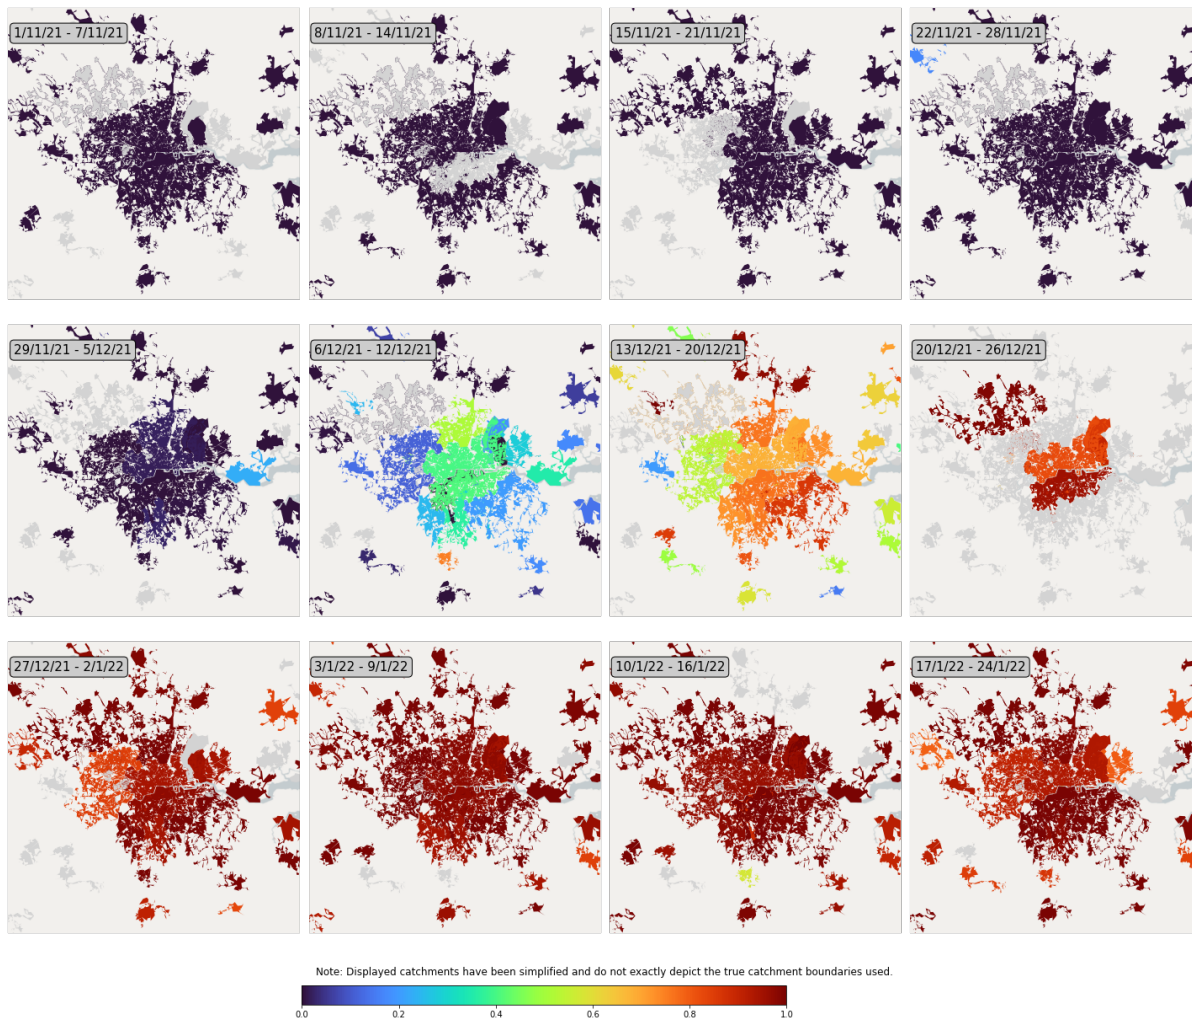 1/11/21 - 7/11/21
8/11/21 - 14/11/21
15/11/21 - 21/11/21
22/11/21 - 28/11/21
29/11/21 - 5/12/21
6/12/21 - 12/12/21
13/12/21 - 20/12/21
20/12/21 - 26/12/21
27/12/21 - 2/1/22
3/1/22 - 9/1/22
10/1/22 - 16/1/22
17/1/22 - 24/1/22
Note: Displayed catchments have been simplified and do not exactly depict the true catchment boundaries used.
0.0 0.2 0.4 0.6 0.8 1.0